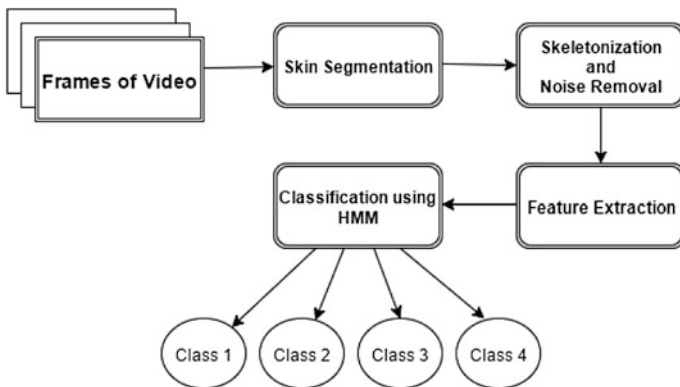 Frames of Video
Skin Segmentation
Skeletonization
and
Noise Removal
Feature Extraction
Classification using
HMM
Class 1
Class 2
Class 3
Class 4